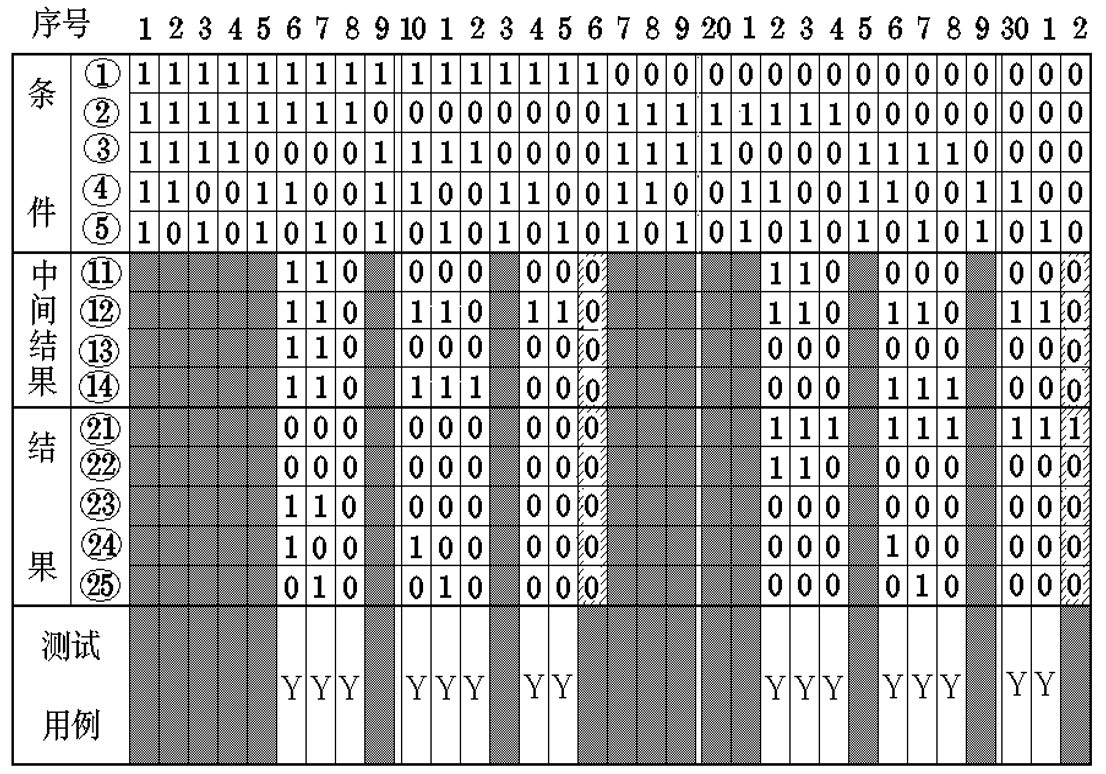 序号 1 2 3 4 5 6 7 8 9 10 1 2 3 4 5 6 7 8 9 20 1 2 3 4 5 6 7 8 9 30 1 2
条件
① 1 1 1 1 1 1 1 1 1 1 1 1 1 1 1 1 0 0 0 0 0 0 0 0 0 0 0 0 0 0 0 0
② 1 1 1 1 1 1 1 1 0 0 0 0 0 0 0 0 1 1 1 1 1 1 1 1 0 0 0 0 0 0 0 0
③ 1 1 1 1 0 0 0 0 1 1 1 1 0 0 0 0 1 1 1 1 0 0 0 0 1 1 1 1 0 0 0 0
④ 1 1 0 0 1 1 0 0 1 1 0 0 1 1 0 0 1 1 0 0 1 1 0 0 1 1 0 0 1 1 0 0
⑤ 1 0 1 0 1 0 1 0 1 0 1 0 1 0 1 0 1 0 1 0 1 0 1 0 1 0 1 0 1 0 1 0
中间结果
⑪ 1 1 0 0 0 0 0 0 0 1 1 0 0 0 0 0 0 0
⑫ 1 1 0 1 1 0 1 1 0 1 1 0 1 1 0 1 1 0
⑬ 1 1 0 0 0 0 0 0 0 0 0 0 0 0 0 0 0 0
⑭ 1 1 0 1 1 1 0 0 0 0 0 0 1 1 1 0 0 0
结果
㉑ 0 0 0 0 0 0 0 0 0 1 1 1 1 1 1 1 1 1
㉒ 0 0 0 0 0 0 0 0 0 1 1 0 0 0 0 0 0 0
㉓ 1 1 0 0 0 0 0 0 0 0 0 0 0 0 0 0 0 0
㉔ 1 0 0 1 0 0 0 0 0 0 0 0 1 0 0 0 0 0
㉕ 0 1 0 0 1 0 0 0 0 0 0 0 0 1 0 0 0 0
测试
用例
Y Y Y Y Y Y Y Y Y Y Y Y Y Y Y Y